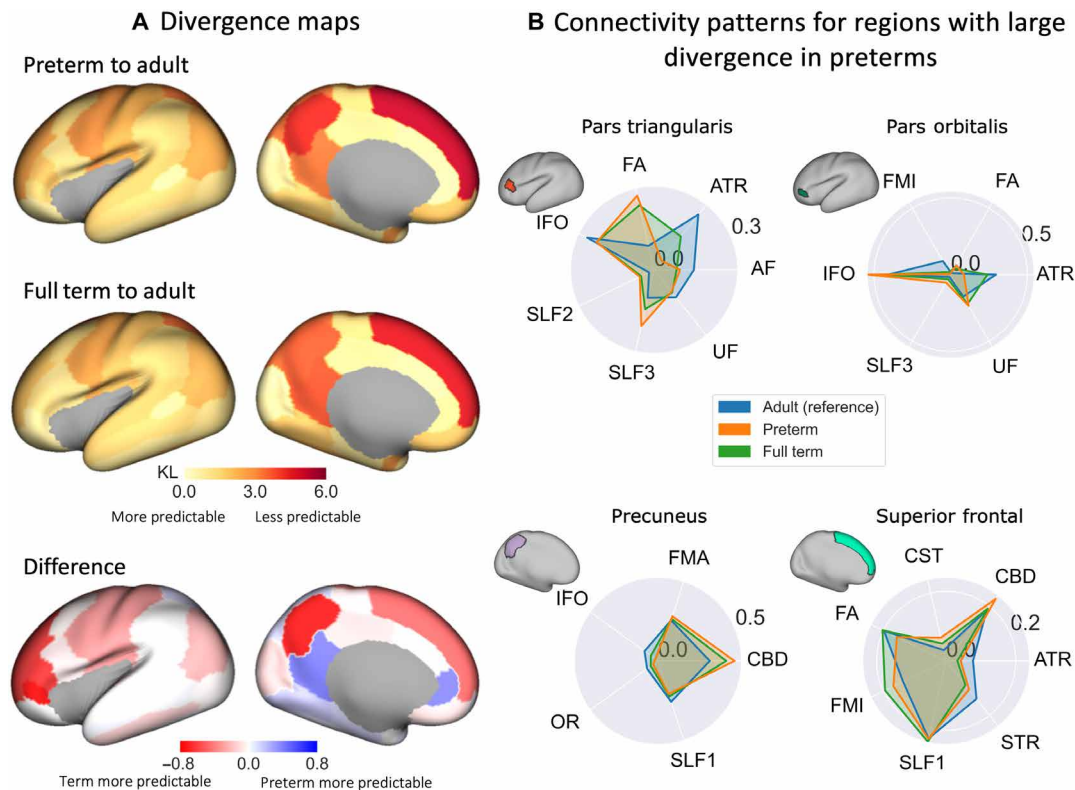 A Divergence maps
Preterm to adult
Full term to adult
KL
0.0 3.0 6.0
More predictable Less predictable
Difference
−0.8 0.0 0.8
Term more predictable Preterm more predictable
B Connectivity patterns for regions with large
divergence in preterms
Pars triangularis
FA
ATR
IFO
0.3
0.0
AF
SLF2
UF
SLF3
Pars orbitalis
FMI
FA
0.5
0.0
IFO
ATR
SLF3
UF
Adult (reference)
Preterm
Full term
Precuneus
FMA
IFO
0.5
0.0
CBD
OR
SLF1
Superior frontal
CST
CBD
FA
0.2
0.0
ATR
FMI
STR
SLF1